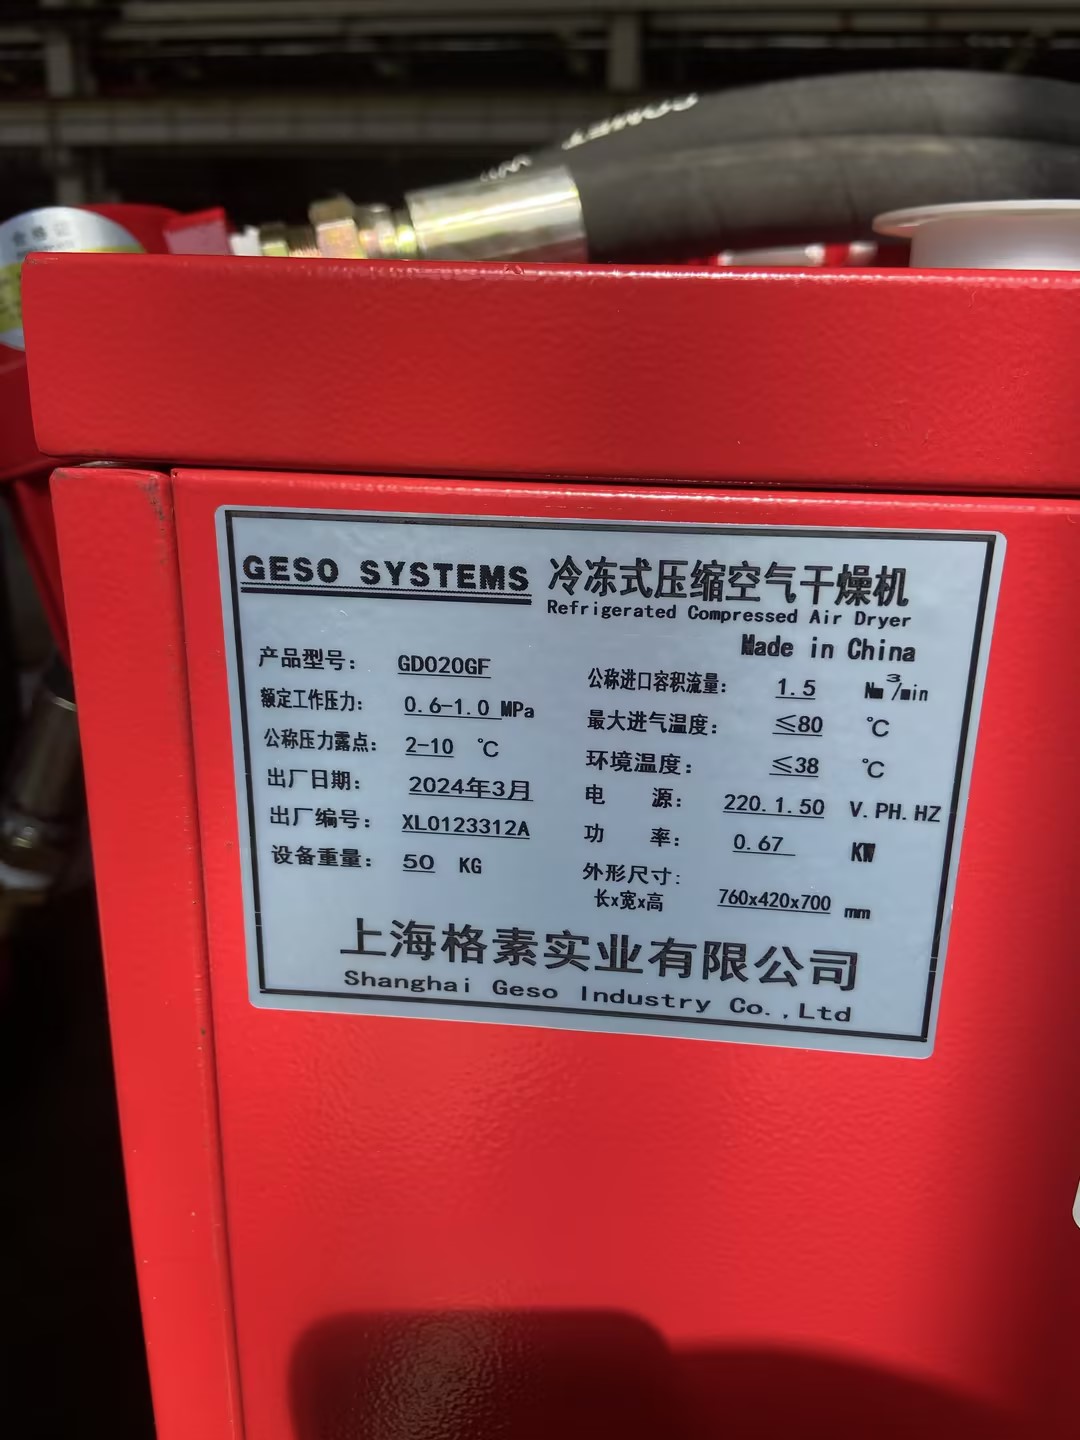 COMET
合格证
GESO SYSTEMS 冷冻式压缩空气干燥机
Refrigerated Compressed Air Dryer
Made in China
产品型号: GD020GF
额定工作压力: 0.6-1.0 MPa
公称压力露点: 2-10 ℃
出厂日期: 2024年3月
出厂编号: XL0123312A
设备重量: 50 KG
公称进口容积流量: 1.5 Nm³/min
最大进气温度: ≤80 ℃
环境温度: ≤38 ℃
电 源: 220.1.50 V.PH.HZ
功 率: 0.67 KW
外形尺寸:
长x宽x高 760x420x700 mm
上海格素实业有限公司
Shanghai Geso Industry Co.,Ltd